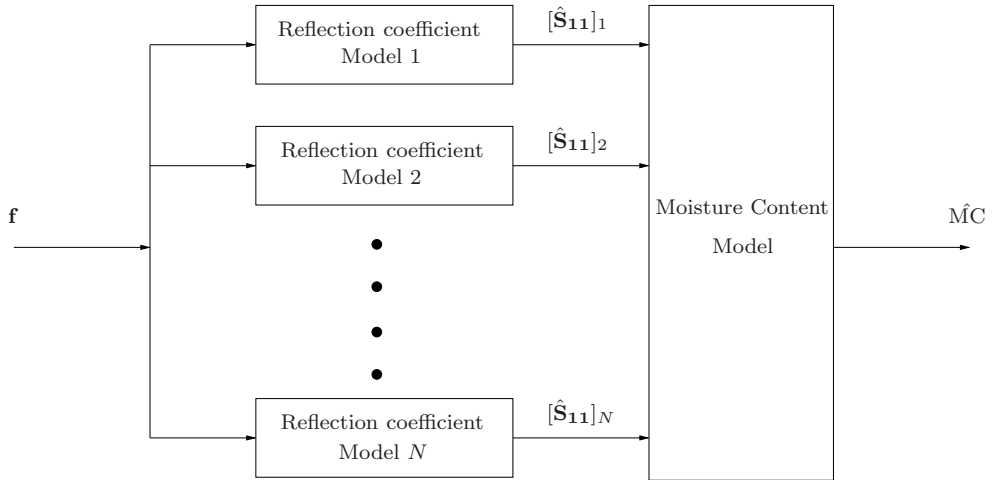 Reflection coefficient
Model 1
[Ŝ₁₁]₁
Reflection coefficient
Model 2
[Ŝ₁₁]₂
f
Moisture Content
Model
M̂C
Reflection coefficient
Model N
[Ŝ₁₁]N